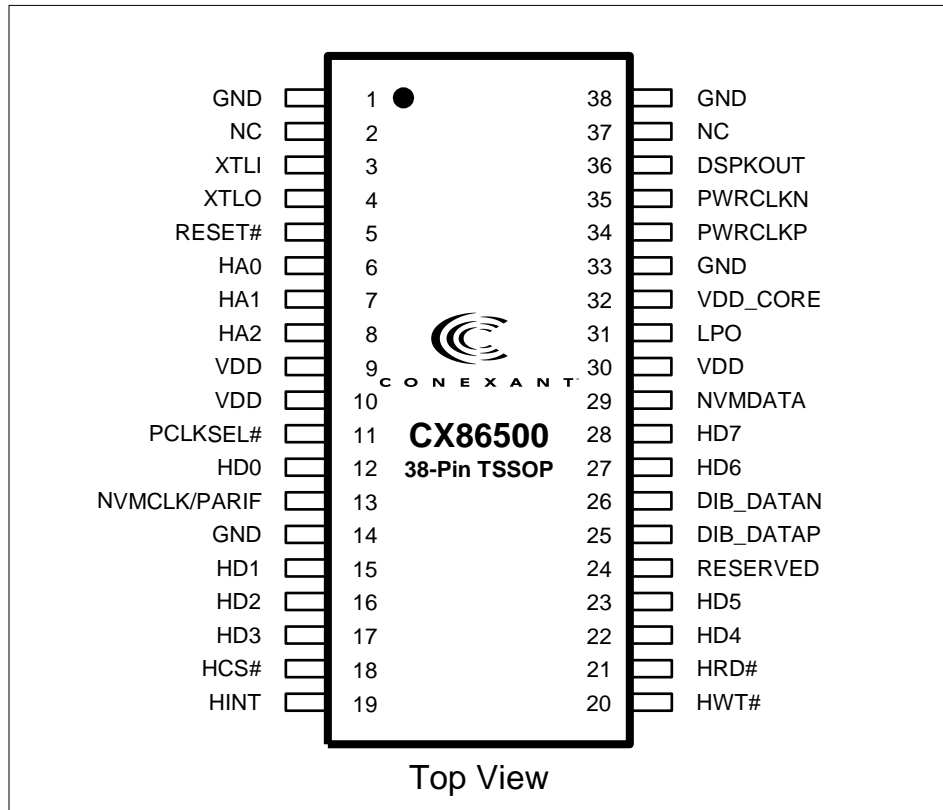 GND 1 38 GND
NC 2 37 NC
XTLI 3 36 DSPKOUT
XTLO 4 35 PWRCLKN
RESET# 5 34 PWRCLKP
HA0 6 33 GND
HA1 7 32 VDD_CORE
HA2 8 31 LPO
VDD 9 30 VDD
CONEXANT
VDD 10 29 NVMDATA
PCLKSEL# 11 CX86500 28 HD7
HD0 12 38-Pin TSSOP 27 HD6
NVMCLK/PARIF 13 26 DIB_DATAN
GND 14 25 DIB_DATAP
HD1 15 24 RESERVED
HD2 16 23 HD5
HD3 17 22 HD4
HCS# 18 21 HRD#
HINT 19 20 HWT#
Top View